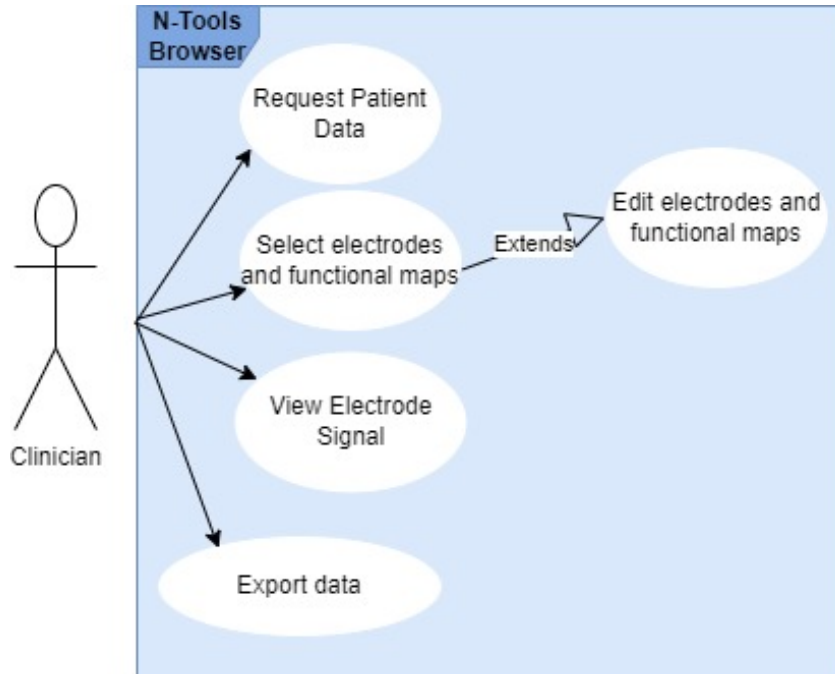 N-Tools
Browser
Request Patient
Data
Select electrodes
and functional maps
Extends
Edit electrodes and
functional maps
View Electrode
Signal
Clinician
Export data